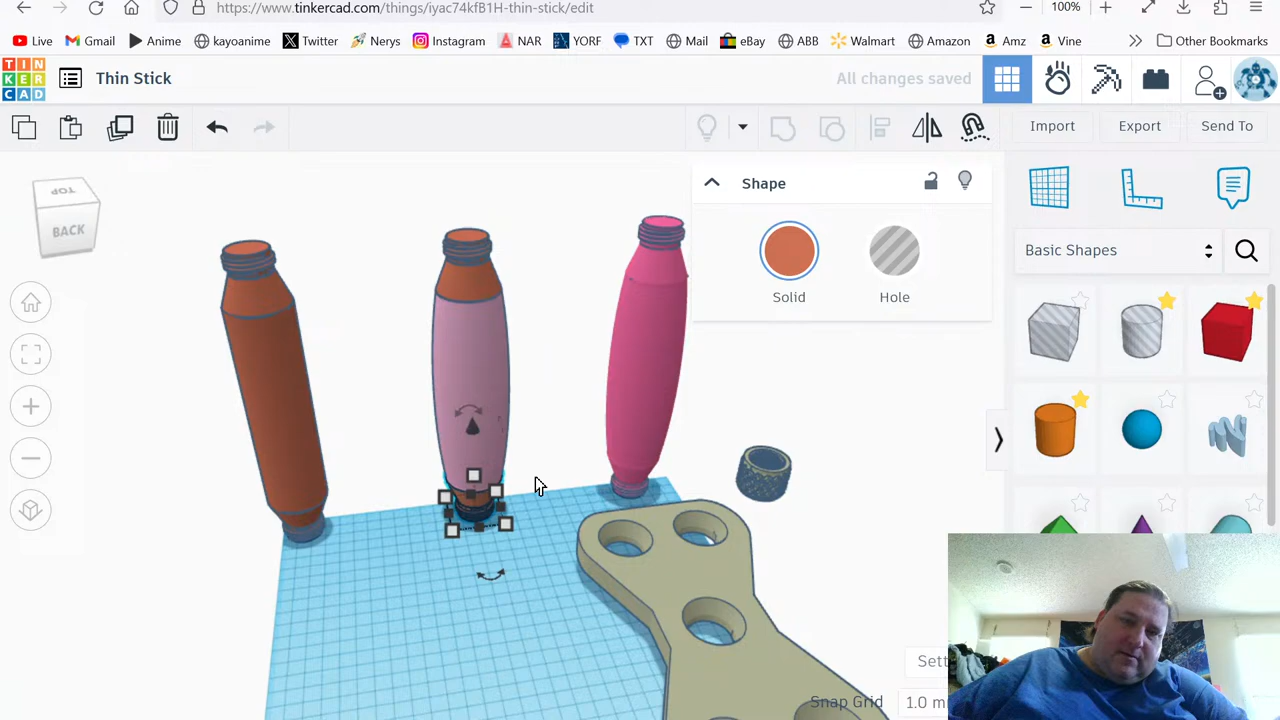 https://www.tinkercad.com/things/iyac74kfB1H-thin-stick/edit
100%
Live Gmail Anime kayoanime Twitter Nerys Instagram NAR YORF TXT Mail eBay ABB Walmart Amazon Amz Vine Other Bookmarks
TIN
KER
CAD
Thin Stick
All changes saved
Import Export Send To
TOP
BACK
Shape
Solid Hole
Basic Shapes
Sett
Snap Grid 1.0 m